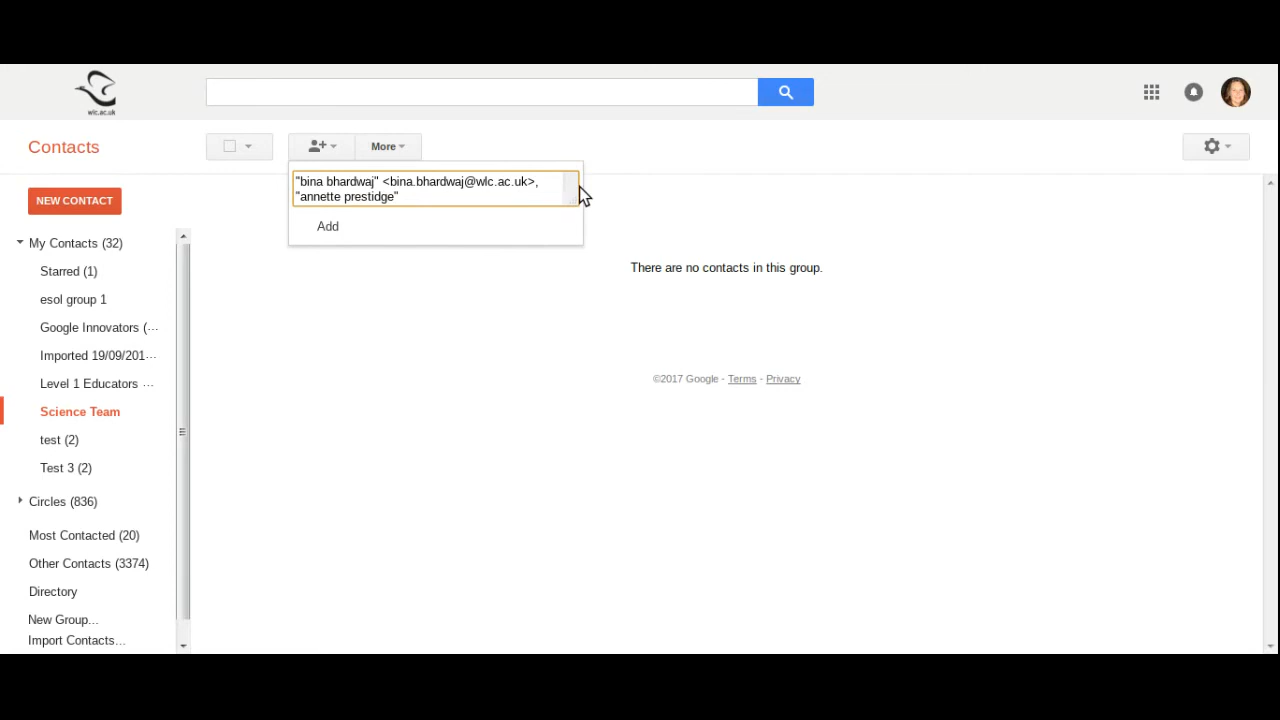 wlc.ac.uk
Contacts
More
NEW CONTACT
"bina bhardwaj" <bina.bhardwaj@wlc.ac.uk>,
"annette prestidge"
Add
My Contacts (32)
Starred (1)
esol group 1
Google Innovators (...
Imported 19/09/201...
Level 1 Educators ...
Science Team
test (2)
Test 3 (2)
Circles (836)
Most Contacted (20)
Other Contacts (3374)
Directory
New Group...
Import Contacts...
There are no contacts in this group.
©2017 Google - Terms - Privacy